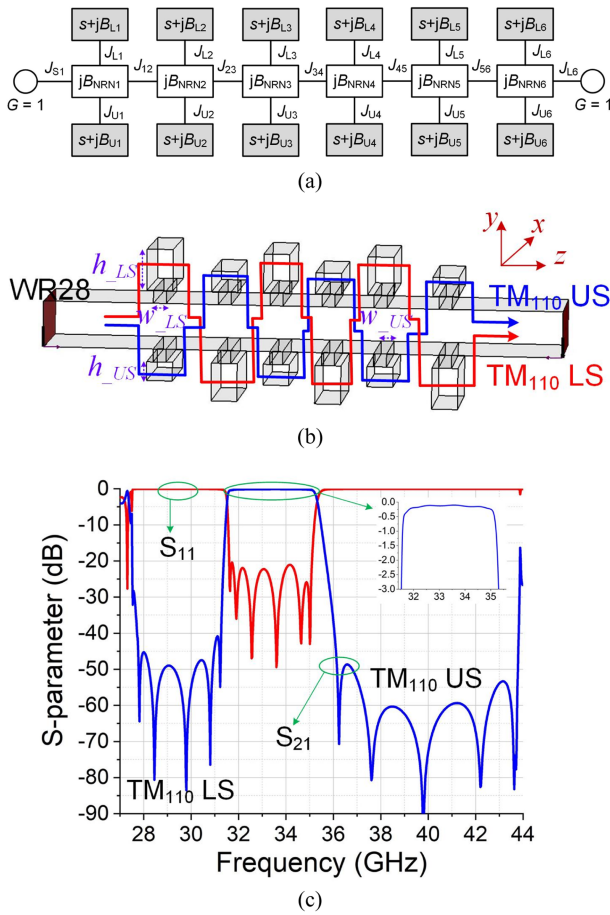 s+jB_L1 s+jB_L2 s+jB_L3 s+jB_L4 s+jB_L5 s+jB_L6
J_S1 J_L1 J_12 J_L2 J_23 J_L3 J_34 J_L4 J_45 J_L5 J_56 J_L6 J_L6
jB_NRN1 jB_NRN2 jB_NRN3 jB_NRN4 jB_NRN5 jB_NRN6
G = 1 J_U1 J_U2 J_U3 J_U4 J_U5 J_U6 G = 1
s+jB_U1 s+jB_U2 s+jB_U3 s+jB_U4 s+jB_U5 s+jB_U6
(a)
y x z
h_LS
WR28
w_LS w_US
TM110 US
h_US
TM110 LS
(b)
S-parameter (dB)
0
-10
-20
-30
-40
-50
-60
-70
-80
-90
0.0
-0.5
-1.0
-1.5
-2.0
-2.5
-3.0
32 33 34 35
S11
S21
TM110 US
TM110 LS
28 30 32 34 36 38 40 42 44
Frequency (GHz)
(c)